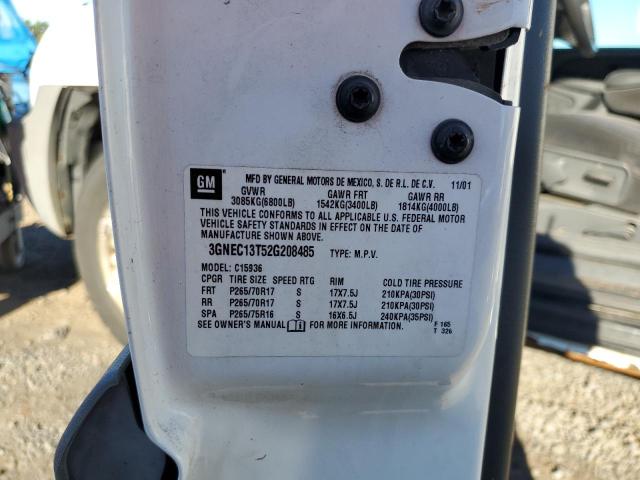 GM
MFD BY GENERAL MOTORS DE MEXICO, S. DE R.L. DE C.V. 11/01
GVWR GAWR FRT GAWR RR
3085KG(6800LB) 1542KG(3400LB) 1814KG(4000LB)
THIS VEHICLE CONFORMS TO ALL APPLICABLE U.S. FEDERAL MOTOR
VEHICLE SAFETY STANDARDS IN EFFECT ON THE DATE OF
MANUFACTURE SHOWN ABOVE.
3GNEC13T52G208485 TYPE: M.P.V.
MODEL: C15936
CPGR TIRE SIZE SPEED RTG RIM COLD TIRE PRESSURE
FRT P265/70R17 S 17X7.5J 210KPA(30PSI)
RR P265/70R17 S 17X7.5J 210KPA(30PSI)
SPA P265/75R16 S 16X6.5J 240KPA(35PSI)
SEE OWNER'S MANUAL FOR MORE INFORMATION. F 165
T 326